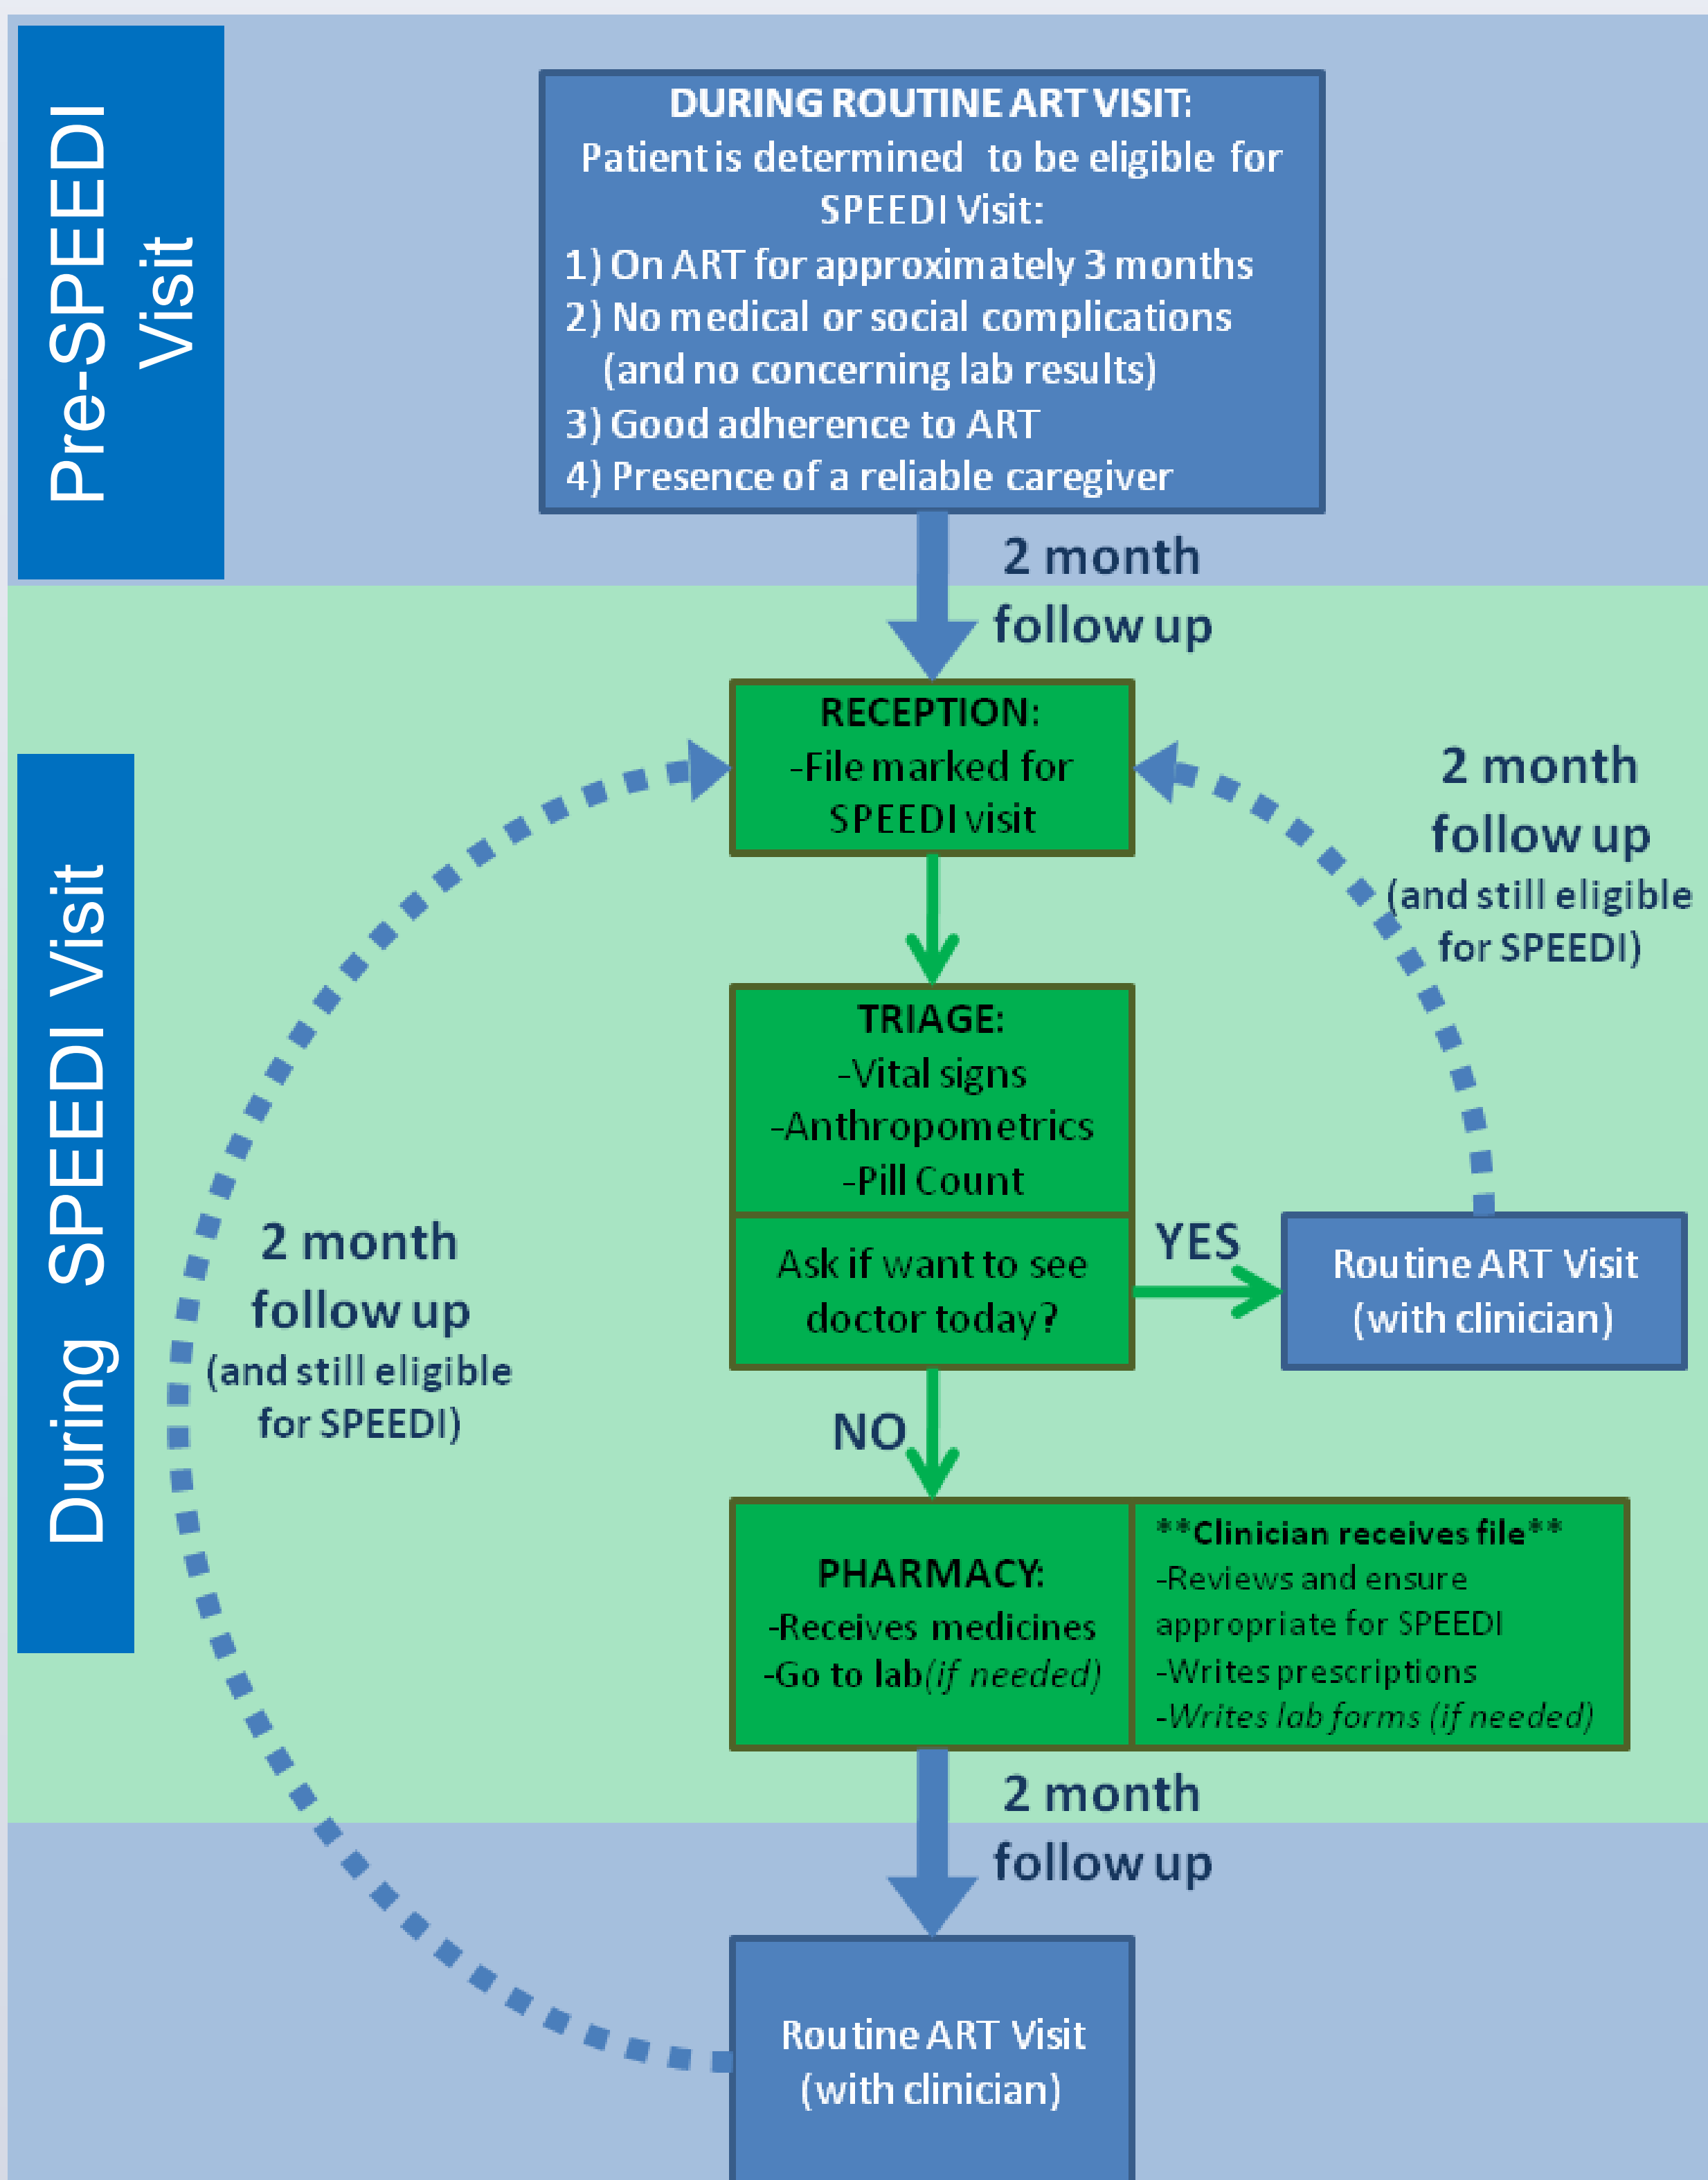 Pre-SPEEDI
Visit
DURING ROUTINE ART VISIT:
Patient is determined to be eligible for
SPEEDI Visit:
1) On ART for approximately 3 months
2) No medical or social complications
(and no concerning lab results)
3) Good adherence to ART
4) Presence of a reliable caregiver
2 month
follow up
During SPEEDI Visit
RECEPTION:
-File marked for
SPEEDI visit
2 month
follow up
(and still eligible
for SPEEDI)
TRIAGE:
-Vital signs
-Anthropometrics
-Pill Count
Ask if want to see
doctor today?
YES
Routine ART Visit
(with clinician)
2 month
follow up
(and still eligible
for SPEEDI)
NO
PHARMACY:
-Receives medicines
-Go to lab(if needed)
**Clinician receives file**
-Reviews and ensure
appropriate for SPEEDI
-Writes prescriptions
-Writes lab forms (if needed)
2 month
follow up
Routine ART Visit
(with clinician)